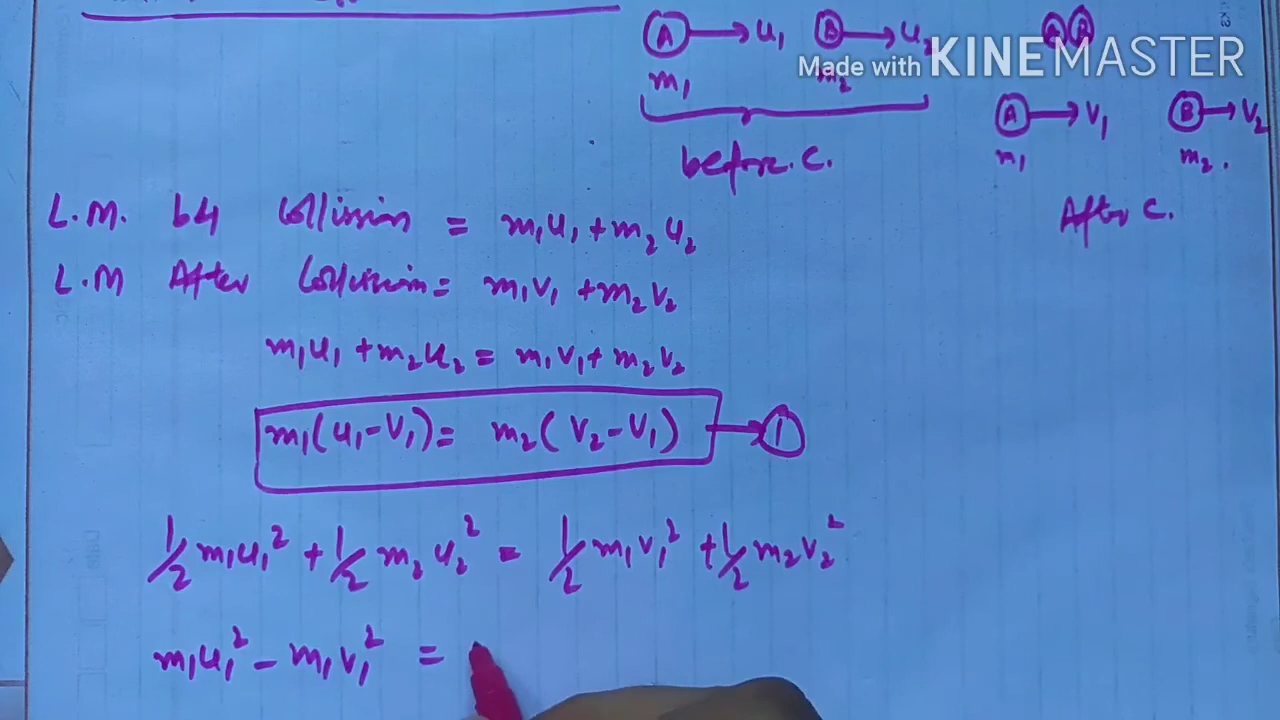 A → u₁ B → u₂
Made with KINEMASTER
m₁ m₂
before. C.
A B
A → V₁ B → V₂
m₁ m₂.
After C.
L.M. b4 Collission = m₁u₁ + m₂u₂
L.M After Collission = m₁v₁ + m₂v₂
m₁u₁ + m₂u₂ = m₁v₁ + m₂v₂
m₁(u₁-v₁) = m₂(v₂-v₁) → 1
1/2 m₁u₁² + 1/2 m₂u₂² = 1/2 m₁v₁² + 1/2 m₂v₂²
m₁u₁² - m₁v₁² =